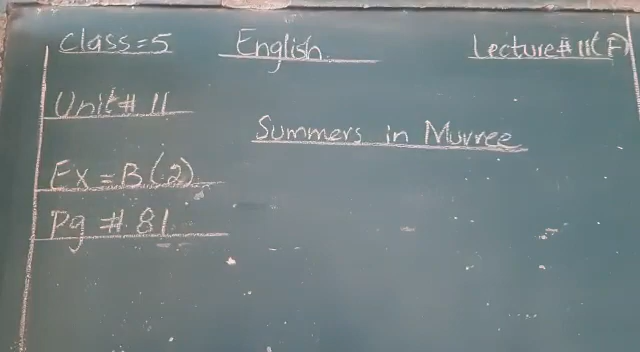 Class=5 English Lecture# 11(F)
Unit# 11
Summers in Murree
Ex=B(2)
Pg # 81